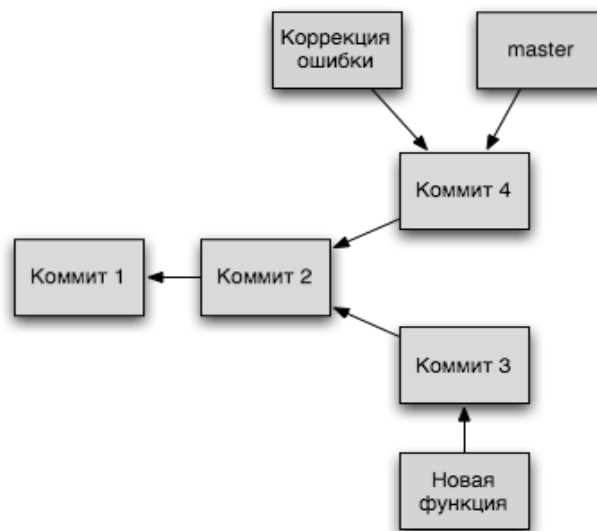 Коррекция
ошибки
master
Коммит 4
Коммит 1
Коммит 2
Коммит 3
Новая
функция